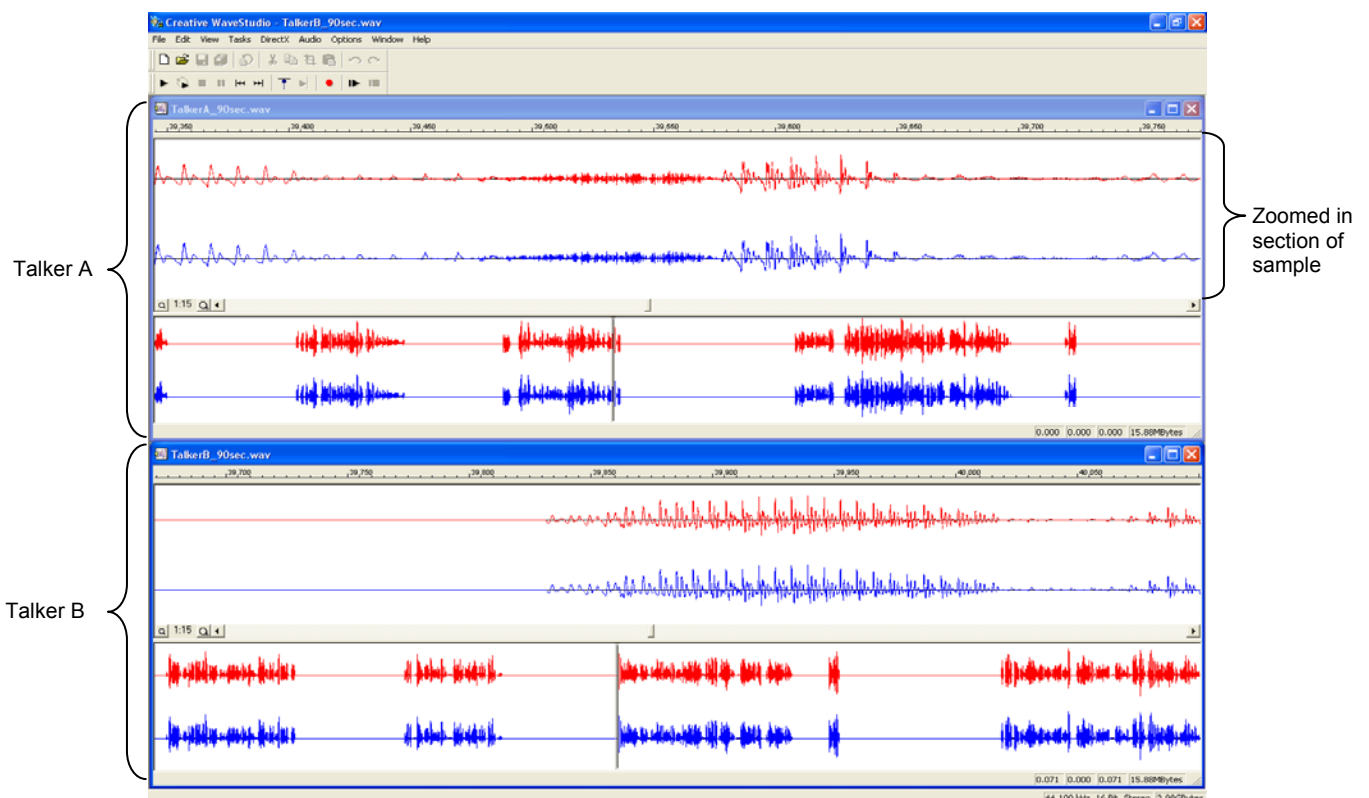 Creative WaveStudio - TalkerB_90sec.wav
File Edit View Tasks DirectX Audio Options Window Help
TalkerA_90sec.wav
39,350 39,400 39,450 39,500 39,550 39,600 39,650 39,700 39,750
Talker A
Zoomed in
section of
sample
1:15
0.000 0.000 0.000 15.88MBytes
TalkerB_90sec.wav
39,700 39,750 39,800 39,850 39,900 39,950 40,000 40,050
Talker B
1:15
0.071 0.000 0.071 15.88MBytes